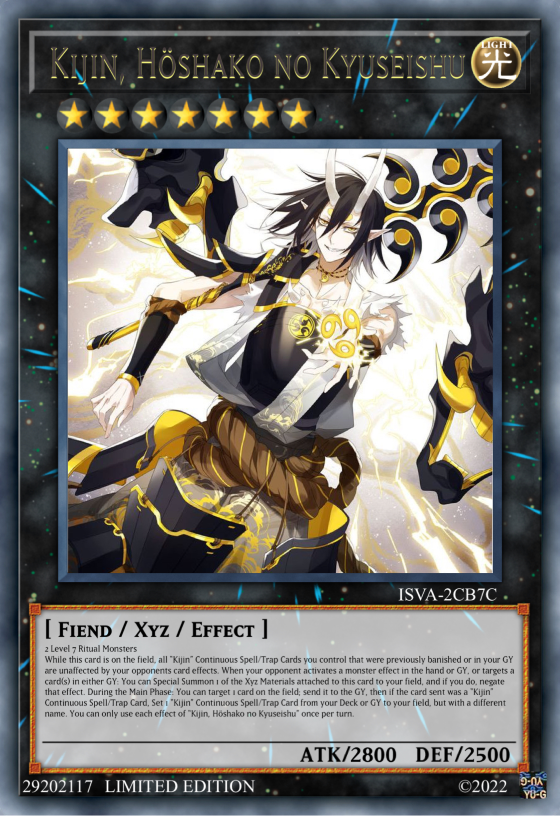 Kijin, Höshako no Kyuseishu
LIGHT
光
ISVA-2CB7C
[ Fiend / Xyz / Effect ]
2 Level 7 Ritual Monsters
While this card is on the field, all "Kijin" Continuous Spell/Trap Cards you control that were previously banished or in your GY
are unaffected by your opponents card effects. When your opponent activates a monster effect in the hand or GY, or targets a
card(s) in either GY: You can Special Summon 1 of the Xyz Materials attached to this card to your field, and if you do, negate
that effect. During the Main Phase: You can target 1 card on the field; send it to the GY, then if the card sent was a "Kijin"
Continuous Spell/Trap Card, Set 1 "Kijin" Continuous Spell/Trap Card from your Deck or GY to your field, but with a different
name. You can only use each effect of "Kijin, Höshako no Kyuseishu" once per turn.
ATK/2800 DEF/2500
29202117 LIMITED EDITION ©2022
YU-G